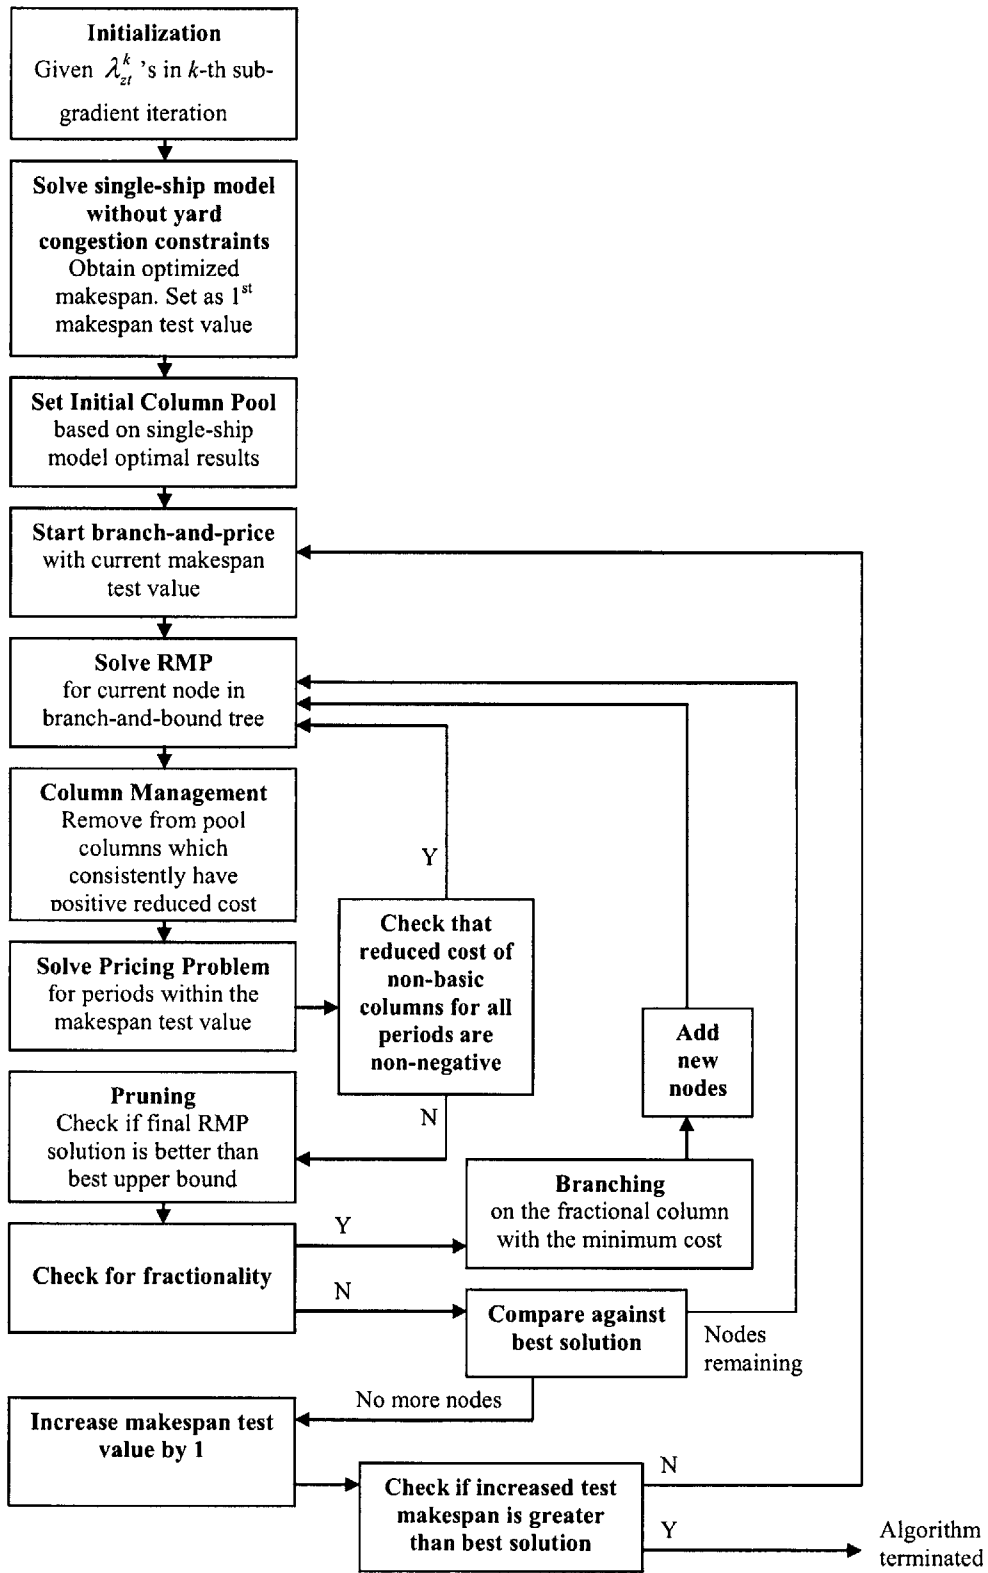 Initialization
Given λ_{zt}^{k} 's in k-th sub-
gradient iteration
Solve single-ship model
without yard
congestion constraints
Obtain optimized
makespan. Set as 1st
makespan test value
Set Initial Column Pool
based on single-ship
model optimal results
Start branch-and-price
with current makespan
test value
Solve RMP
for current node in
branch-and-bound tree
Column Management
Remove from pool
columns which
consistently have
positive reduced cost
Y
Check that
reduced cost of
non-basic
columns for all
periods are
non-negative
Solve Pricing Problem
for periods within the
makespan test value
Add
new
nodes
N
Pruning
Check if final RMP
solution is better than
best upper bound
Branching
on the fractional column
with the minimum cost
Y
Check for fractionality
N
Compare against
best solution
Nodes
remaining
No more nodes
Increase makespan test
value by 1
Check if increased test
makespan is greater
than best solution
N
Y
Algorithm
terminated